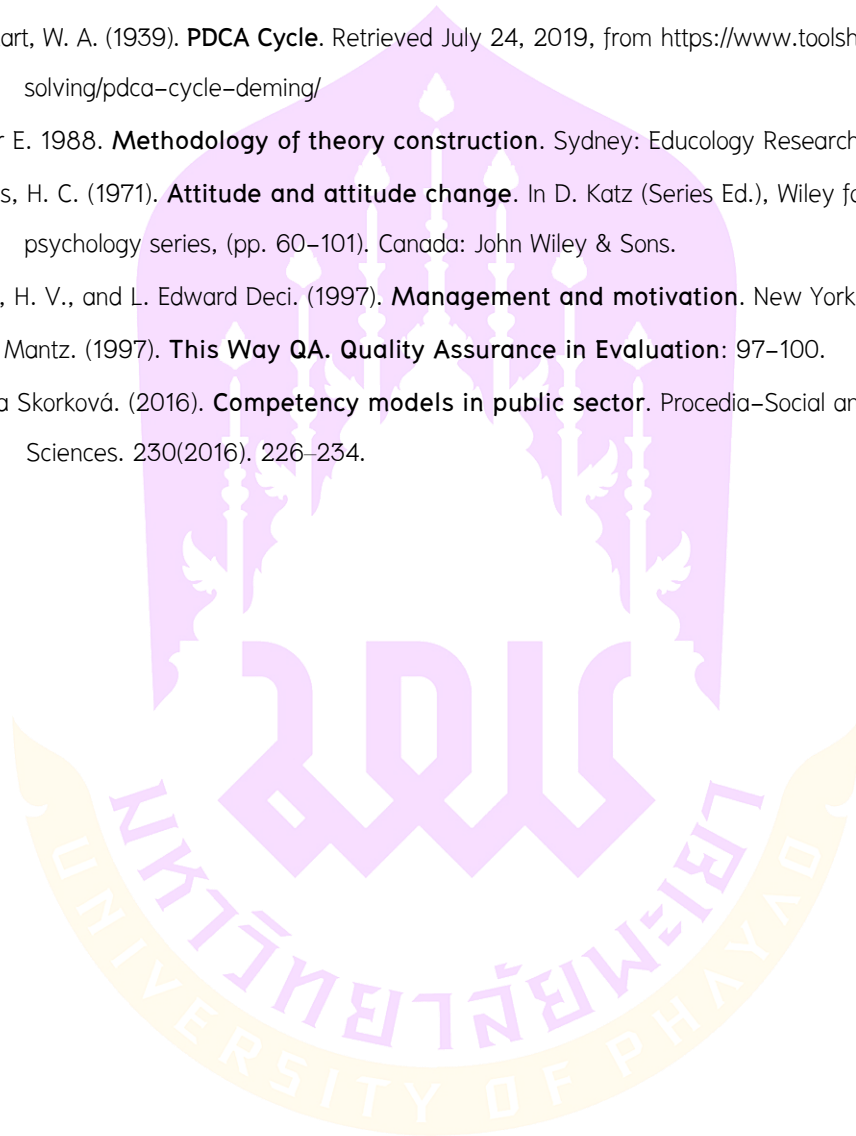 art, W. A. (1939). PDCA Cycle. Retrieved July 24, 2019, from https://www.toolsh
solving/pdca-cycle-deming/
r E. 1988. Methodology of theory construction. Sydney: Educology Research
s, H. C. (1971). Attitude and attitude change. In D. Katz (Series Ed.), Wiley fo
psychology series, (pp. 60-101). Canada: John Wiley & Sons.
, H. V., and L. Edward Deci. (1997). Management and motivation. New York
Mantz. (1997). This Way QA. Quality Assurance in Evaluation: 97-100.
a Skorková. (2016). Competency models in public sector. Procedia-Social an
Sciences. 230(2016). 226–234.
มหาวิทยาลัยพะเยา
UNIVERSITY OF PHAYAO